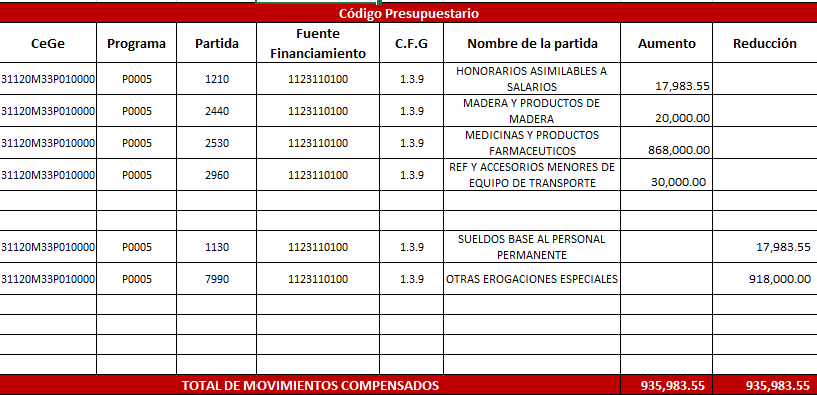 Código Presupuestario
CeGe Programa Partida Fuente Financiamiento C.F.G Nombre de la partida Aumento Reducción
31120M33P010000 P0005 1210 1123110100 1.3.9 HONORARIOS ASIMILABLES A SALARIOS 17,983.55
31120M33P010000 P0005 2440 1123110100 1.3.9 MADERA Y PRODUCTOS DE MADERA 20,000.00
31120M33P010000 P0005 2530 1123110100 1.3.9 MEDICINAS Y PRODUCTOS FARMACEUTICOS 868,000.00
31120M33P010000 P0005 2960 1123110100 1.3.9 REF Y ACCESORIOS MENORES DE EQUIPO DE TRANSPORTE 30,000.00
31120M33P010000 P0005 1130 1123110100 1.3.9 SUELDOS BASE AL PERSONAL PERMANENTE 17,983.55
31120M33P010000 P0005 7990 1123110100 1.3.9 OTRAS EROGACIONES ESPECIALES 918,000.00
TOTAL DE MOVIMIENTOS COMPENSADOS 935,983.55 935,983.55